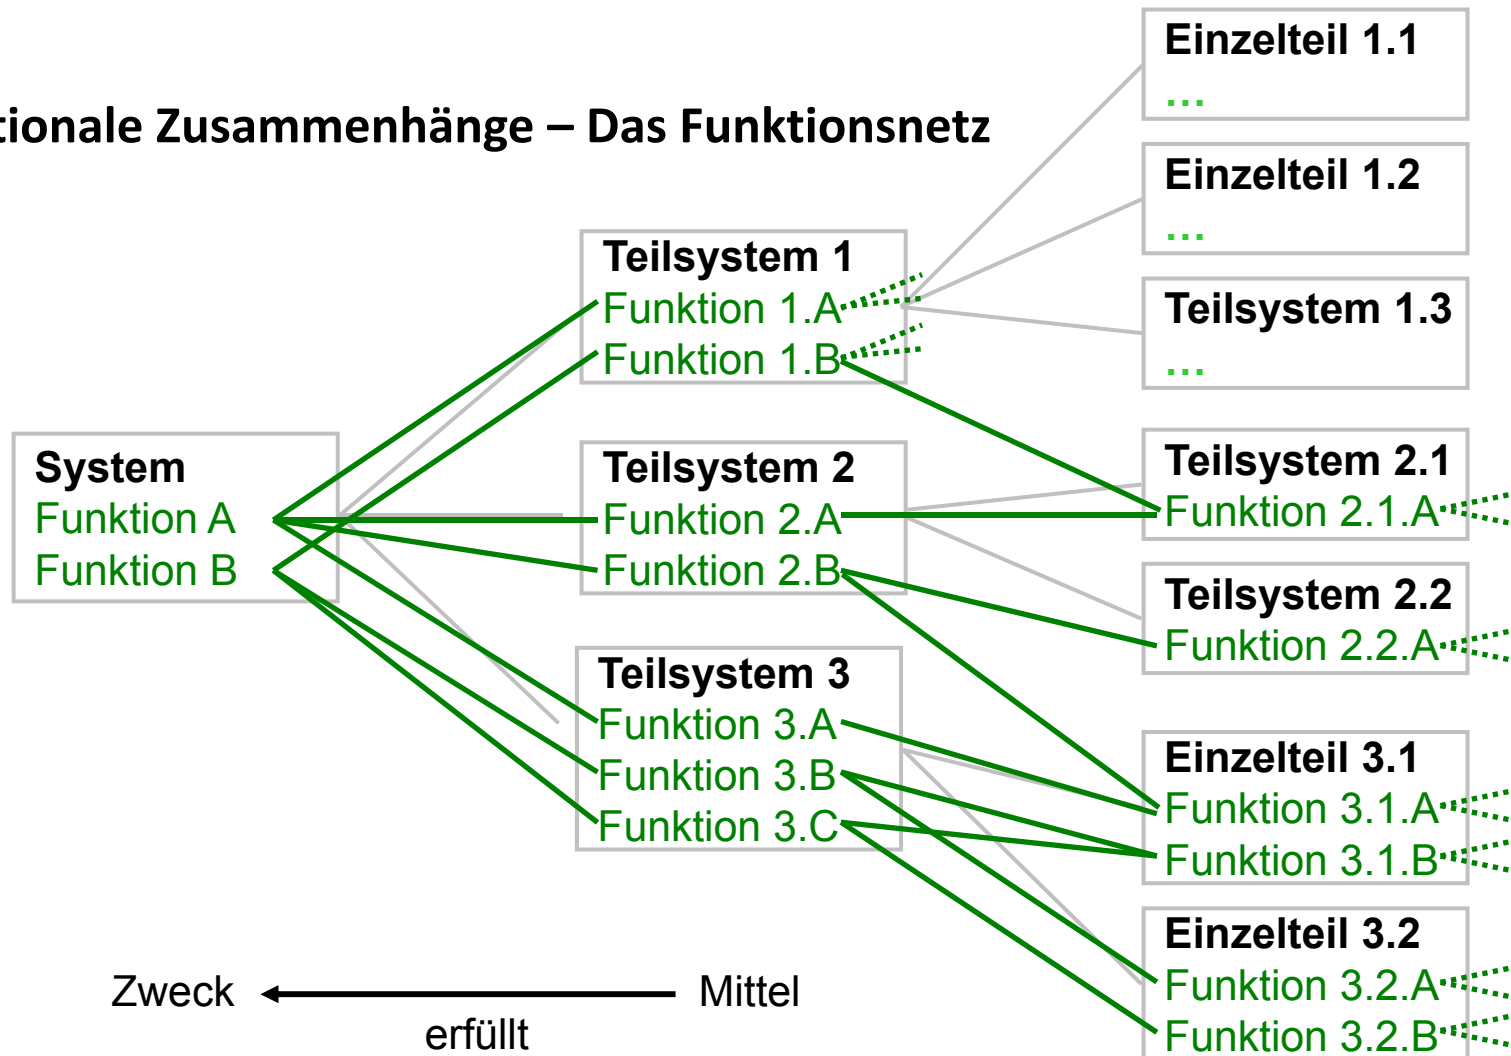 tionale Zusammenhänge – Das Funktionsnetz
System
Funktion A
Funktion B
Teilsystem 1
Funktion 1.A
Funktion 1.B
Teilsystem 2
Funktion 2.A
Funktion 2.B
Teilsystem 3
Funktion 3.A
Funktion 3.B
Funktion 3.C
Einzelteil 1.1
...
Einzelteil 1.2
...
Teilsystem 1.3
...
Teilsystem 2.1
Funktion 2.1.A
Teilsystem 2.2
Funktion 2.2.A
Einzelteil 3.1
Funktion 3.1.A
Funktion 3.1.B
Einzelteil 3.2
Funktion 3.2.A
Funktion 3.2.B
Zweck
Mittel
erfüllt